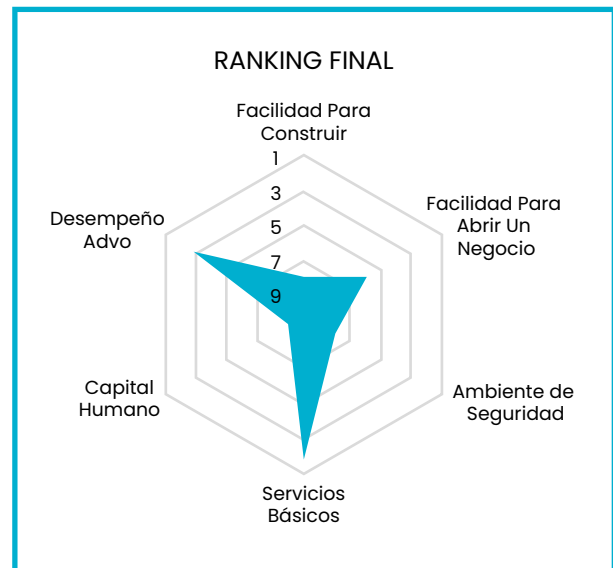 RANKING FINAL
Facilidad Para
Construir
1
3
5
7
9
Facilidad Para
Abrir Un
Negocio
Ambiente de
Seguridad
Servicios
Básicos
Capital
Humano
Desempeño
Advo